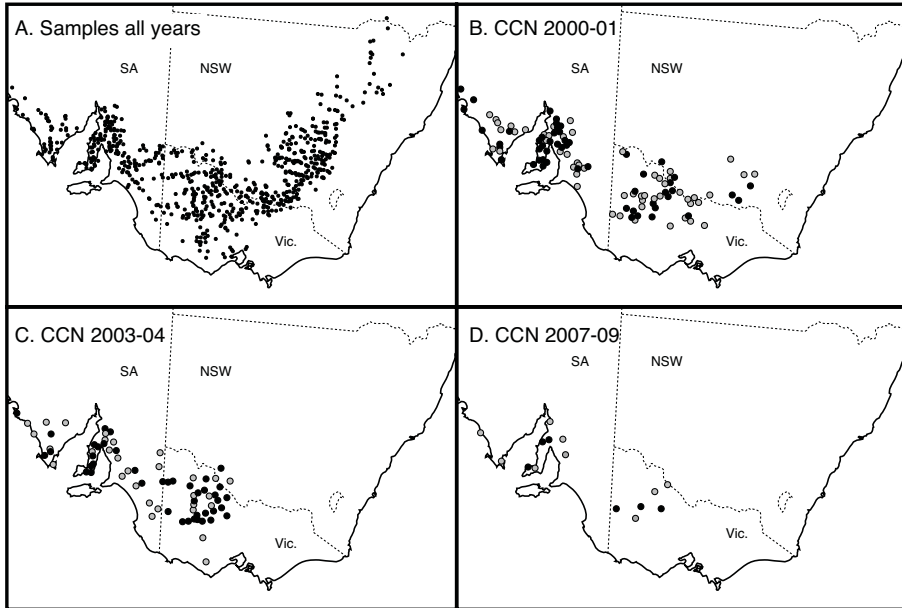 A. Samples all years
SA
NSW
Vic.
B. CCN 2000-01
SA
NSW
Vic.
C. CCN 2003-04
SA
NSW
Vic.
D. CCN 2007-09
SA
NSW
Vic.